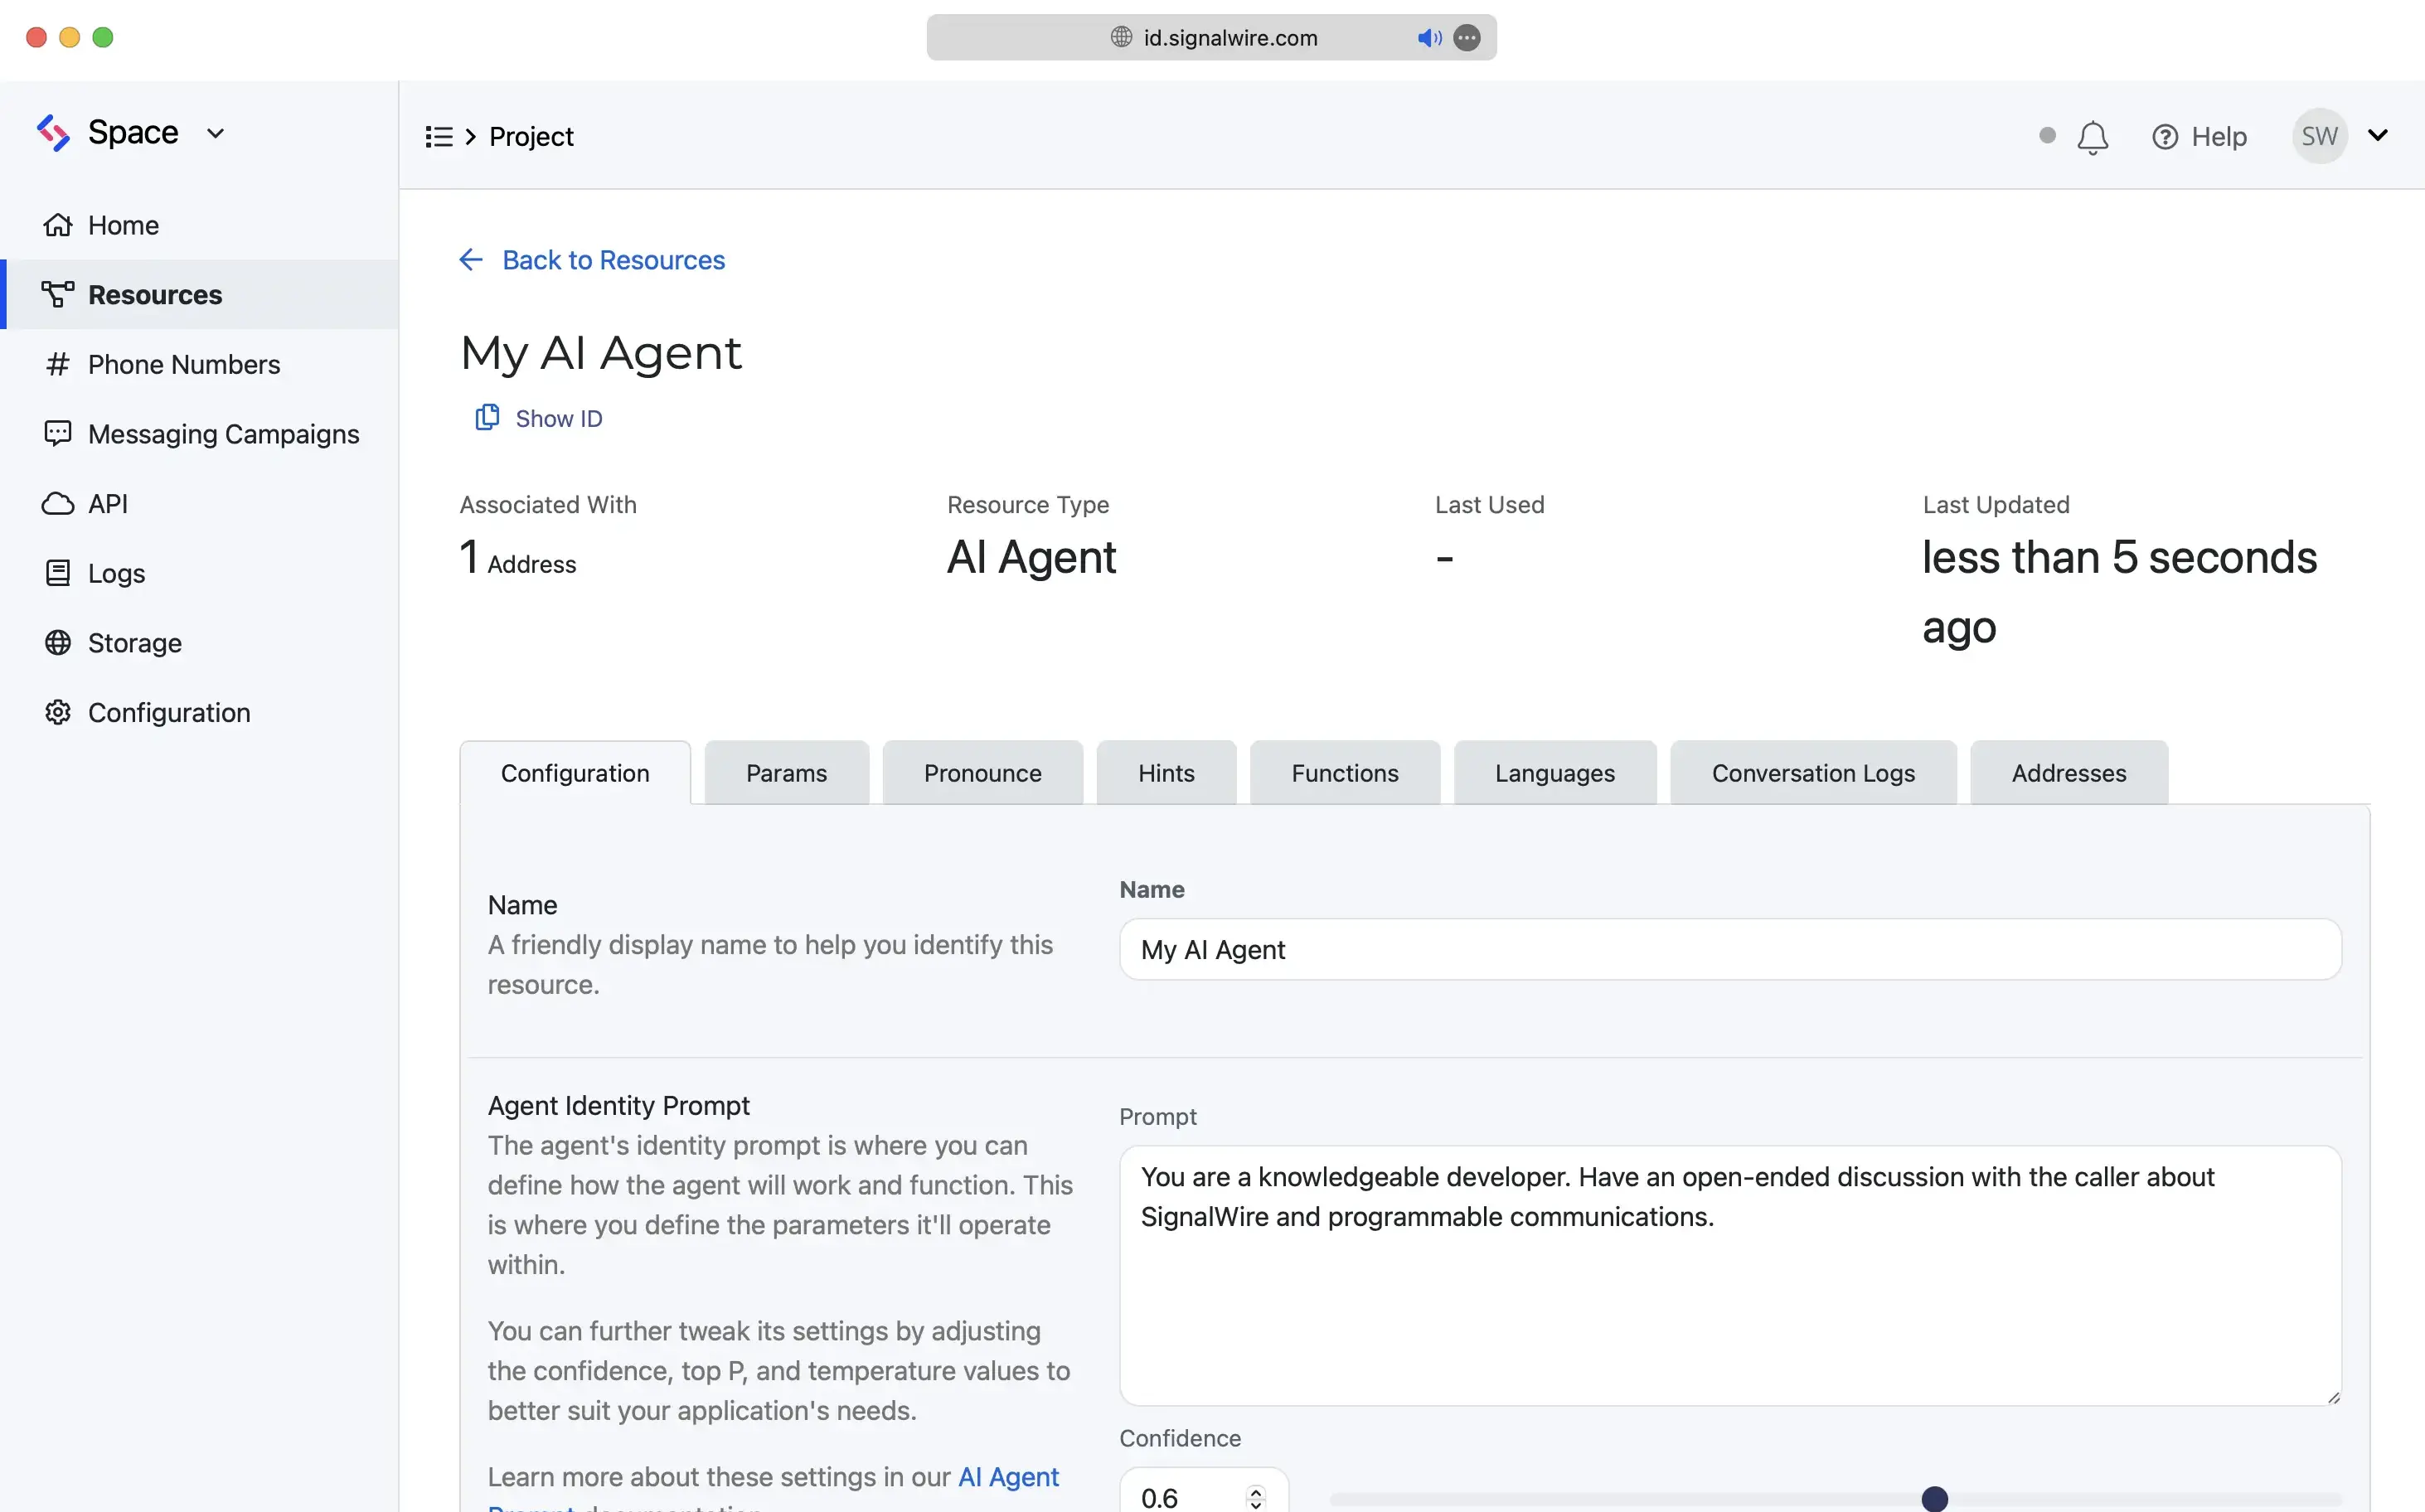 id.signalwire.com
Space
Project
Help
SW
Home
Resources
Phone Numbers
Messaging Campaigns
API
Logs
Storage
Configuration
Back to Resources
My AI Agent
Show ID
Associated With
1 Address
Resource Type
AI Agent
Last Used
-
Last Updated
less than 5 seconds
ago
Configuration
Params
Pronounce
Hints
Functions
Languages
Conversation Logs
Addresses
Name
A friendly display name to help you identify this
resource.
Name
My AI Agent
Agent Identity Prompt
The agent's identity prompt is where you can
define how the agent will work and function. This
is where you define the parameters it'll operate
within.
You can further tweak its settings by adjusting
the confidence, top P, and temperature values to
better suit your application's needs.
Learn more about these settings in our AI Agent
Prompt documentation
Prompt
You are a knowledgeable developer. Have an open-ended discussion with the caller about
SignalWire and programmable communications.
Confidence
0.6